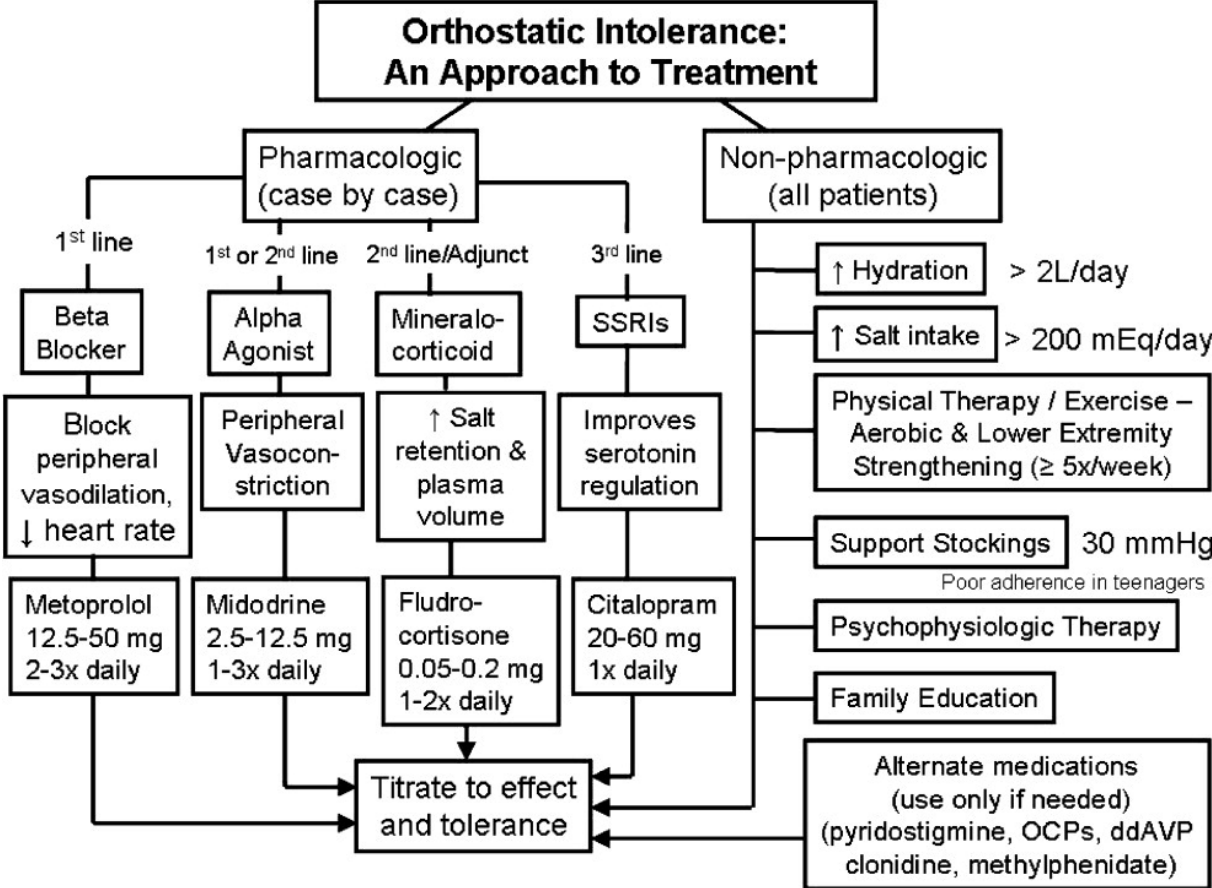 Orthostatic Intolerance:
An Approach to Treatment
Pharmacologic
(case by case)
Non-pharmacologic
(all patients)
1st line
1st or 2nd line
2nd line/Adjunct
3rd line
Beta
Blocker
Alpha
Agonist
Mineralo-
corticoid
SSRIs
Block
peripheral
vasodilation,
↓ heart rate
Peripheral
Vasocon-
striction
↑ Salt
retention &
plasma
volume
Improves
serotonin
regulation
Metoprolol
12.5-50 mg
2-3x daily
Midodrine
2.5-12.5 mg
1-3x daily
Fludro-
cortisone
0.05-0.2 mg
1-2x daily
Citalopram
20-60 mg
1x daily
Titrate to effect
and tolerance
↑ Hydration > 2L/day
↑ Salt intake > 200 mEq/day
Physical Therapy / Exercise –
Aerobic & Lower Extremity
Strengthening (≥ 5x/week)
Support Stockings 30 mmHg
Poor adherence in teenagers
Psychophysiologic Therapy
Family Education
Alternate medications
(use only if needed)
(pyridostigmine, OCPs, ddAVP
clonidine, methylphenidate)